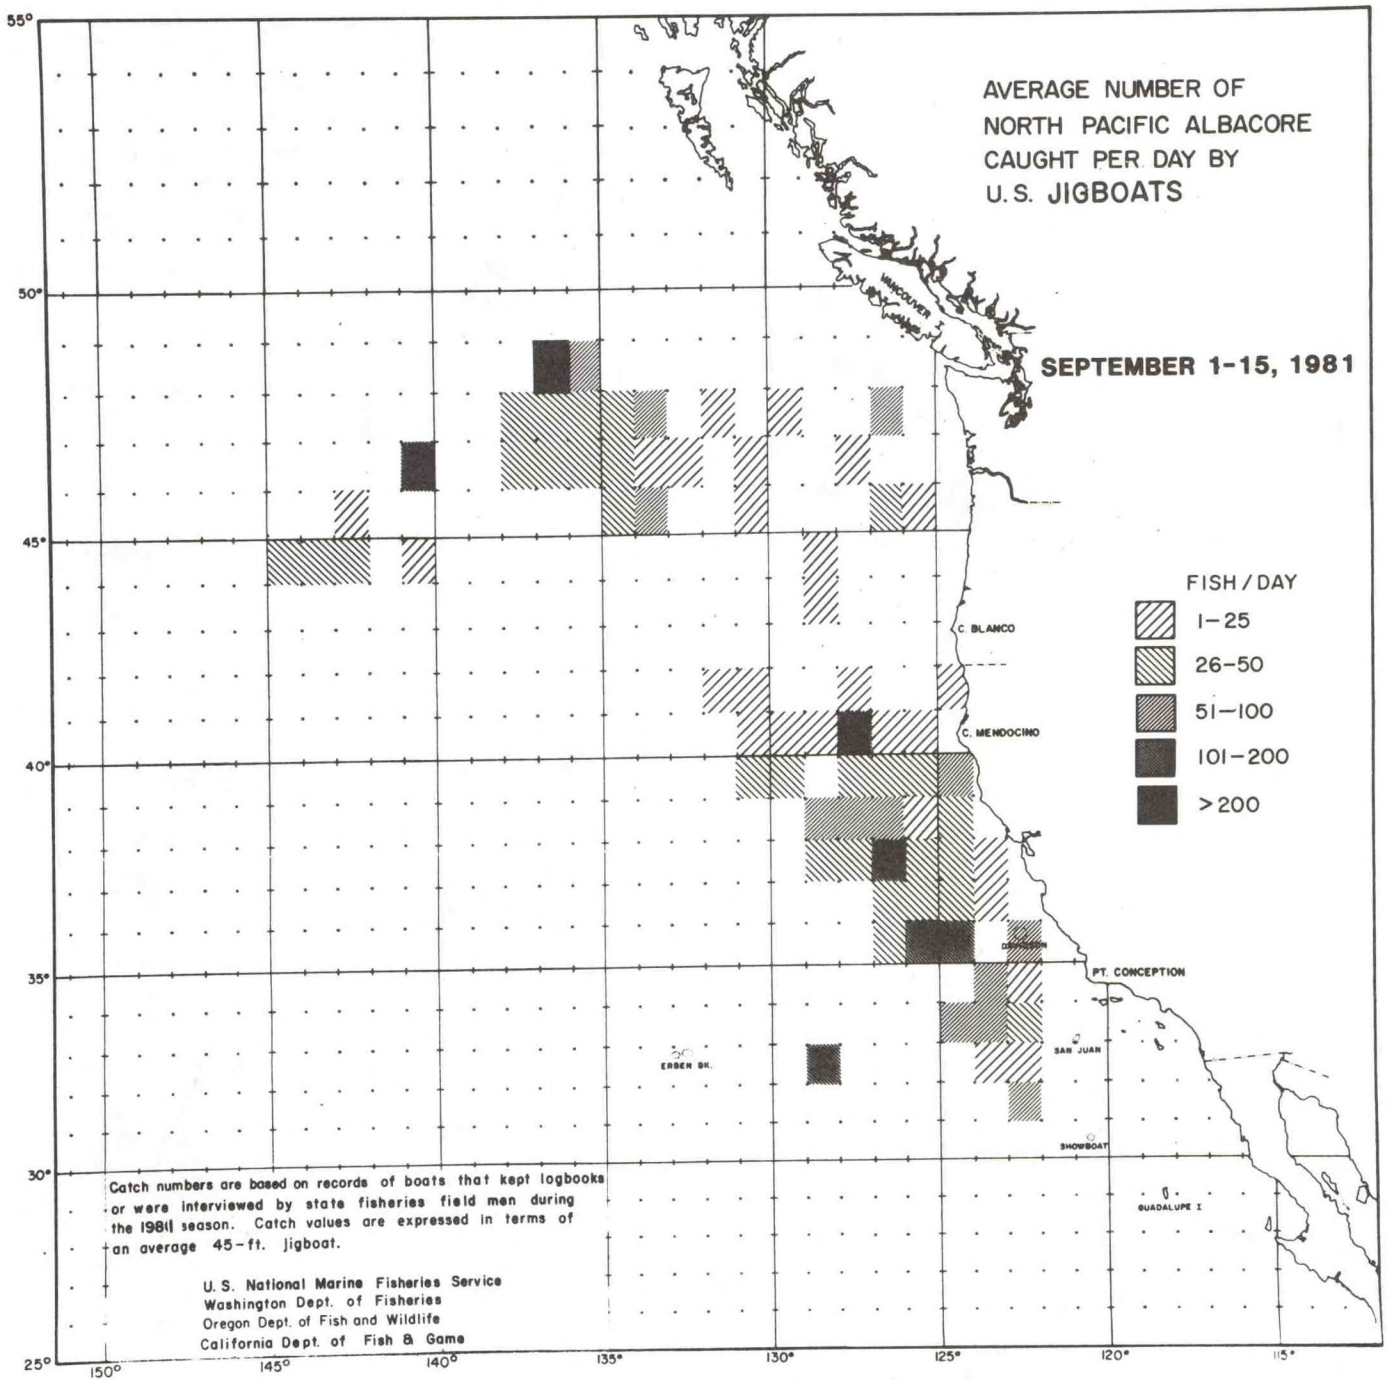 55°
AVERAGE NUMBER OF
NORTH PACIFIC ALBACORE
CAUGHT PER DAY BY
U.S. JIGBOATS
50°
VANCOUVER I.
SEPTEMBER 1-15, 1981
45°
FISH/DAY
1-25
26-50
51-100
101-200
>200
C. BLANCO
C. MENDOCINO
40°
DAVIDSON
35°
PT. CONCEPTION
SAN JUAN
ERBEN BK.
SHOWBOAT
30°
GUADALUPE I
Catch numbers are based on records of boats that kept logbooks
or were interviewed by state fisheries field men during
the 1981 season. Catch values are expressed in terms of
an average 45-ft. jigboat.
U.S. National Marine Fisheries Service
Washington Dept. of Fisheries
Oregon Dept. of Fish and Wildlife
California Dept. of Fish & Game
25°
150° 145° 140° 135° 130° 125° 120° 115°